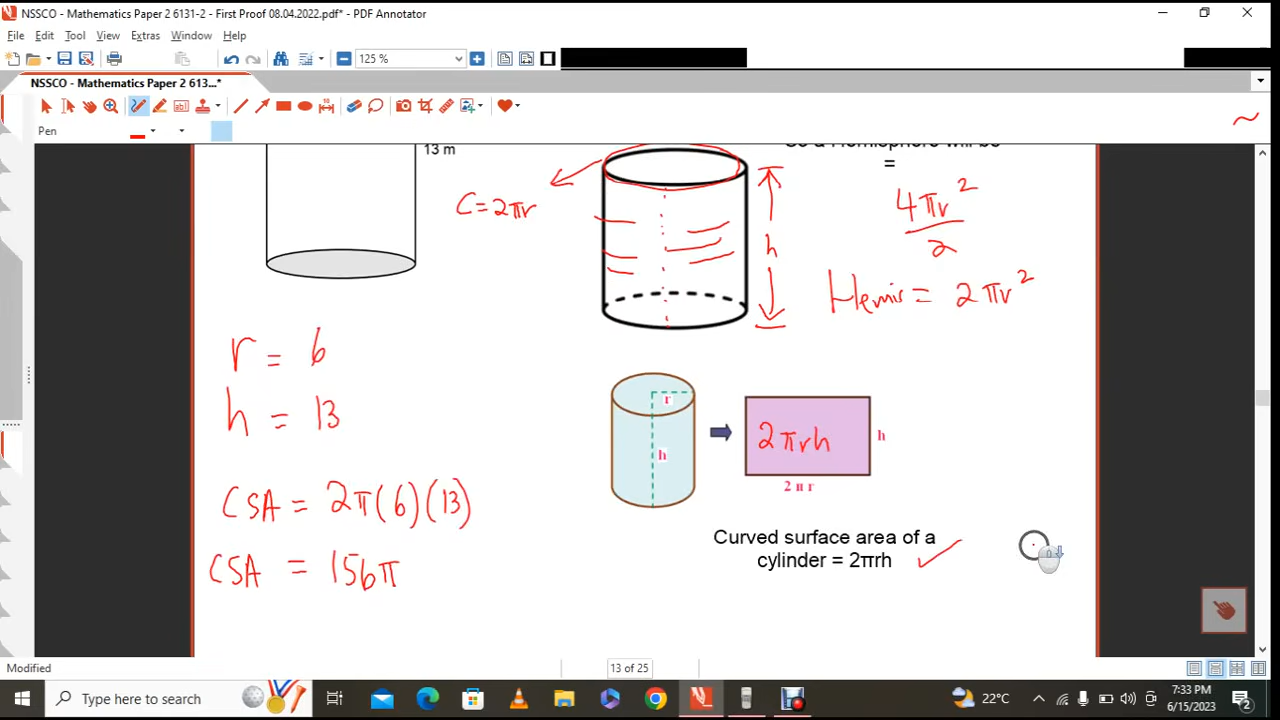 NSSCO - Mathematics Paper 2 6131-2 - First Proof 08.04.2022.pdf* - PDF Annotator
File Edit Tool View Extras Window Help
125 %
NSSCO - Mathematics Paper 2 613...*
Pen
13 m
=
C = 2πr
4πr²
2
h
Hemis = 2πr²
r = 6
h = 13
r
h
2πrh
h
2 π r
CSA = 2π(6)(13)
CSA = 156π
Curved surface area of a
cylinder = 2πrh
Modified
13 of 25
Type here to search
22°C
7:33 PM
6/15/2023
2